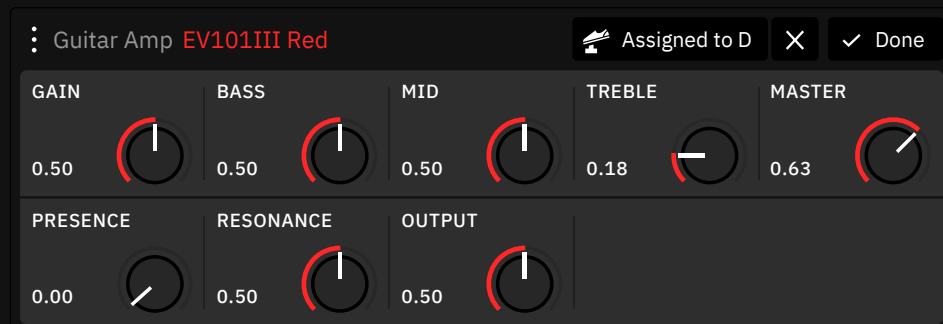 Guitar Amp EV101III Red Assigned to D Done
GAIN BASS MID TREBLE MASTER
0.50 0.50 0.50 0.18 0.63
PRESENCE RESONANCE OUTPUT
0.00 0.50 0.50